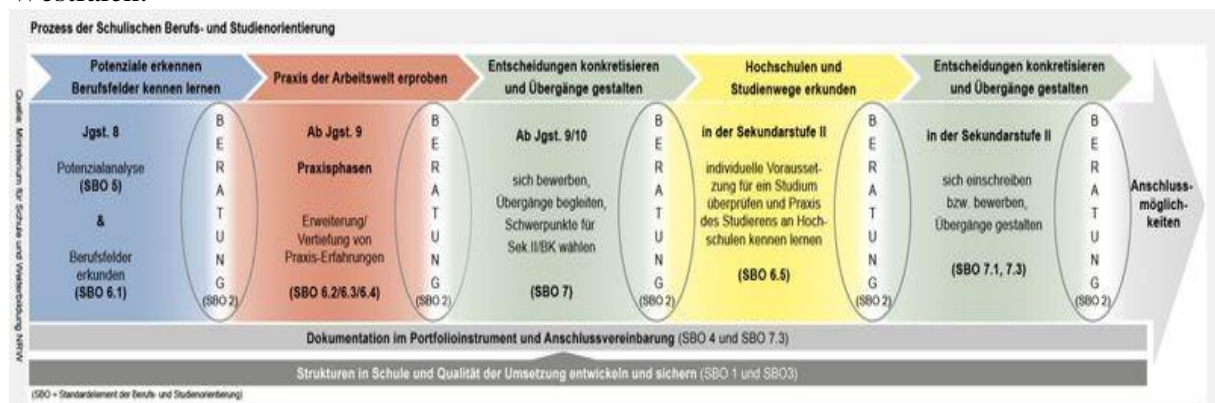 Prozess der Schulischen Berufs- und Studienorientierung
Potenziale erkennen
Berufsfelder kennen lernen
Praxis der Arbeitswelt erproben
Entscheidungen konkretisieren
und Übergänge gestalten
Hochschulen und
Studienwege erkunden
Entscheidungen konkretisieren
und Übergänge gestalten
Jgst. 8
Potenzialanalyse
(SBO 5)
&
Berufsfelder
erkunden
(SBO 6.1)
BERATUNG
(SBO 2)
Ab Jgst. 9
Praxisphasen
Erweiterung/
Vertiefung von
Praxis-Erfahrungen
(SBO 6.2/6.3/6.4)
BERATUNG
(SBO 2)
Ab Jgst. 9/10
sich bewerben,
Übergänge begleiten,
Schwerpunkte für
Sek.II/BK wählen
(SBO 7)
BERATUNG
(SBO 2)
in der Sekundarstufe II
individuelle Vorausset-
zung für ein Studium
überprüfen und Praxis
des Studierens an Hoch-
schulen kennen lernen
(SBO 6.5)
BERATUNG
(SBO 2)
in der Sekundarstufe II
sich einschreiben
bzw. bewerben,
Übergänge gestalten
(SBO 7.1, 7.3)
BERATUNG
(SBO 2)
Anschluss-
möglich-
keiten
Dokumentation im Portfolioinstrument und Anschlussvereinbarung (SBO 4 und SBO 7.3)
Strukturen in Schule und Qualität der Umsetzung entwickeln und sichern (SBO 1 und SBO3)
(SBO = Standardelement der Berufs- und Studienorientierung)
Quelle: Ministerium für Schule und Weiterbildung NRW